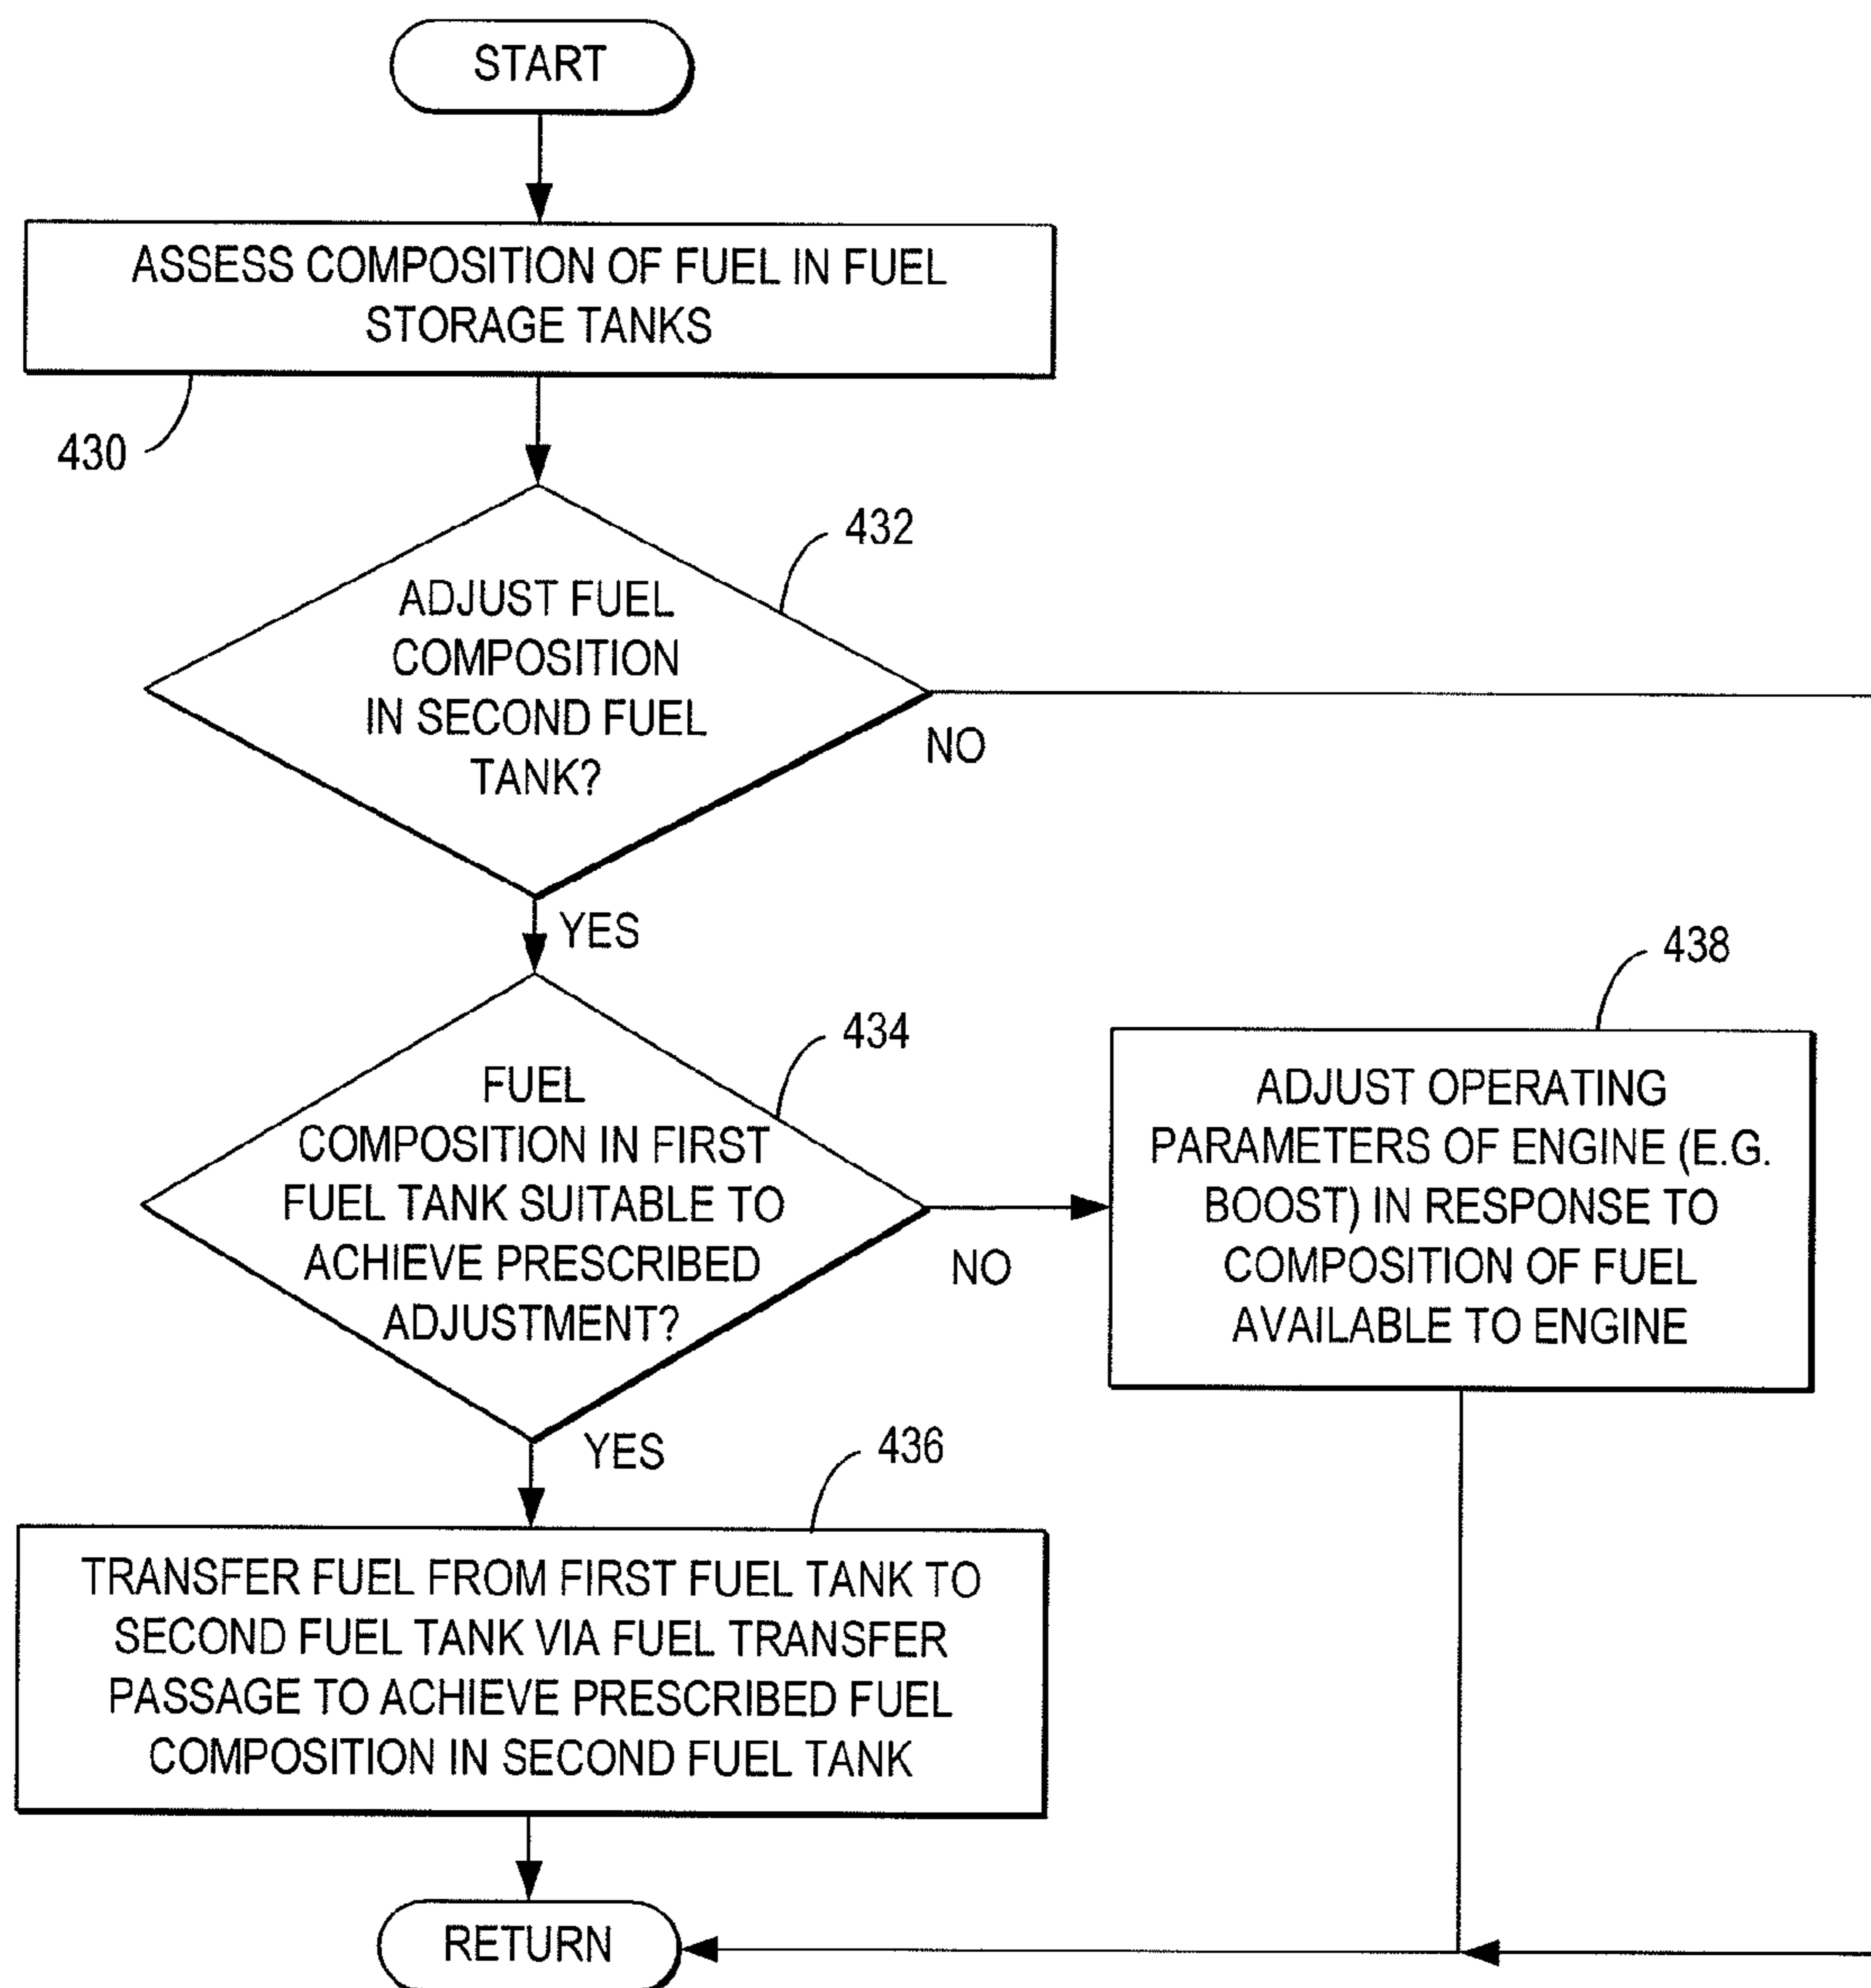 START
ASSESS COMPOSITION OF FUEL IN FUEL
STORAGE TANKS
430
432
ADJUST FUEL
COMPOSITION
IN SECOND FUEL
TANK?
NO
YES
434
FUEL
COMPOSITION IN FIRST
FUEL TANK SUITABLE TO
ACHIEVE PRESCRIBED
ADJUSTMENT?
NO
438
ADJUST OPERATING
PARAMETERS OF ENGINE (E.G.
BOOST) IN RESPONSE TO
COMPOSITION OF FUEL
AVAILABLE TO ENGINE
YES
436
TRANSFER FUEL FROM FIRST FUEL TANK TO
SECOND FUEL TANK VIA FUEL TRANSFER
PASSAGE TO ACHIEVE PRESCRIBED FUEL
COMPOSITION IN SECOND FUEL TANK
RETURN